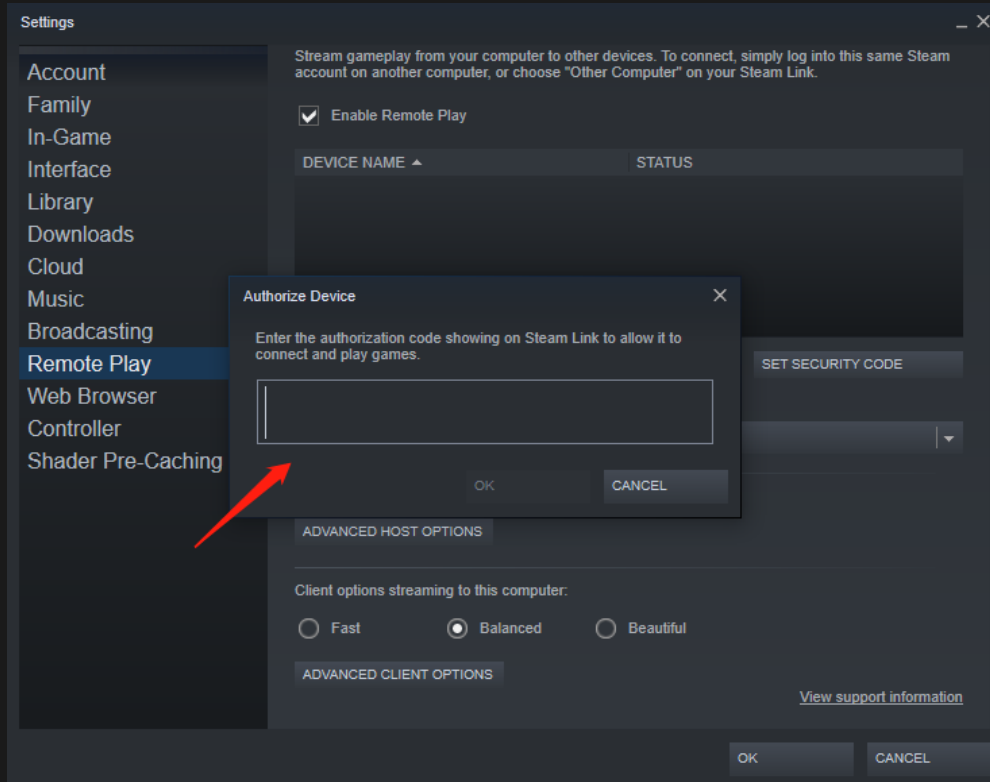 Settings
Account
Family
In-Game
Interface
Library
Downloads
Cloud
Music
Broadcasting
Remote Play
Web Browser
Controller
Shader Pre-Caching
Stream gameplay from your computer to other devices. To connect, simply log into this same Steam
account on another computer, or choose "Other Computer" on your Steam Link.
Enable Remote Play
DEVICE NAME STATUS
Authorize Device
Enter the authorization code showing on Steam Link to allow it to
connect and play games.
OK CANCEL
SET SECURITY CODE
ADVANCED HOST OPTIONS
Client options streaming to this computer:
Fast Balanced Beautiful
ADVANCED CLIENT OPTIONS
View support information
OK CANCEL